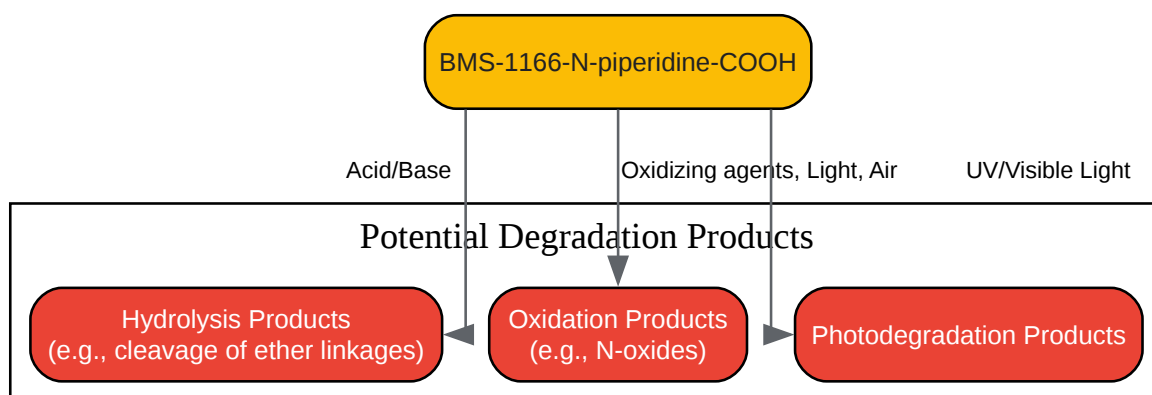 BMS-1166-N-piperidine-COOH
Acid/Base
Oxidizing agents, Light, Air
UV/Visible Light
Potential Degradation Products
Hydrolysis Products
(e.g., cleavage of ether linkages)
Oxidation Products
(e.g., N-oxides)
Photodegradation Products